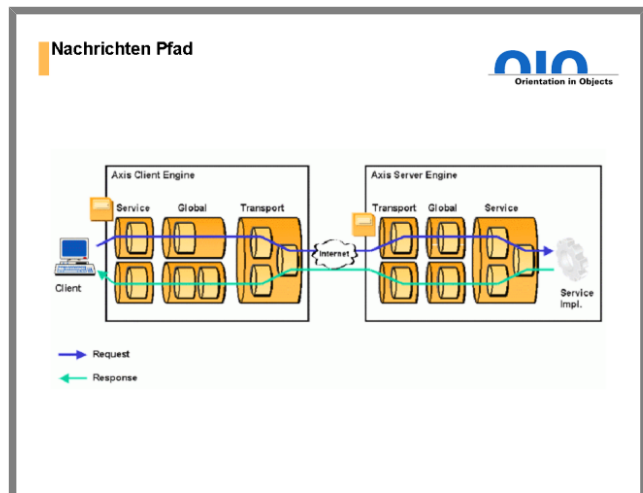 Nachrichten Pfad
OIO
Orientation in Objects
Axis Client Engine
Service Global Transport
Axis Server Engine
Transport Global Service
Internet
Client
Service
Impl.
Request
Response